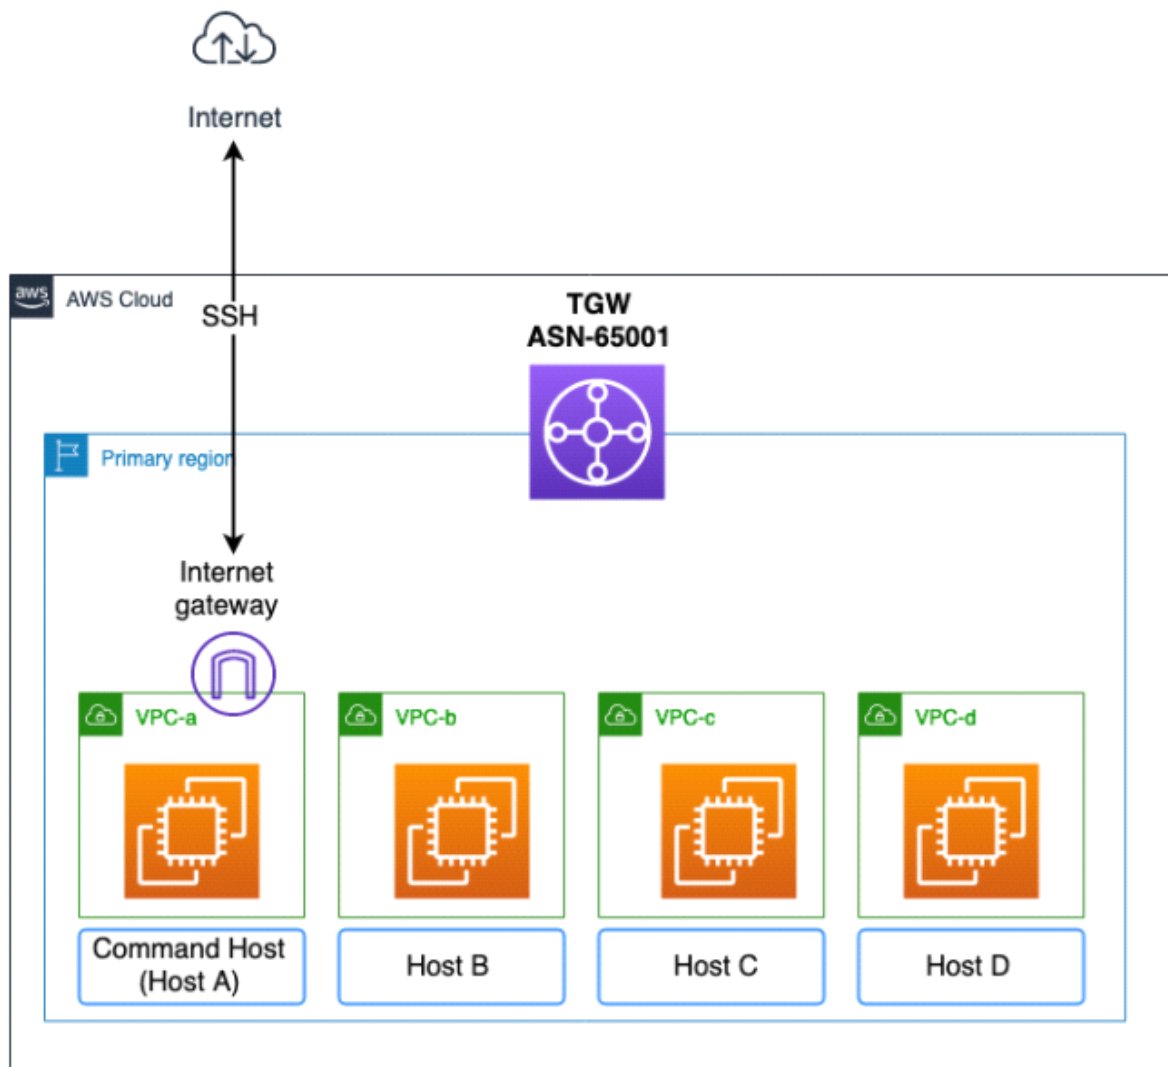 Internet
aws
AWS Cloud
SSH
TGW
ASN-65001
Primary region
Internet
gateway
VPC-a
VPC-b
VPC-c
VPC-d
Command Host
(Host A)
Host B
Host C
Host D